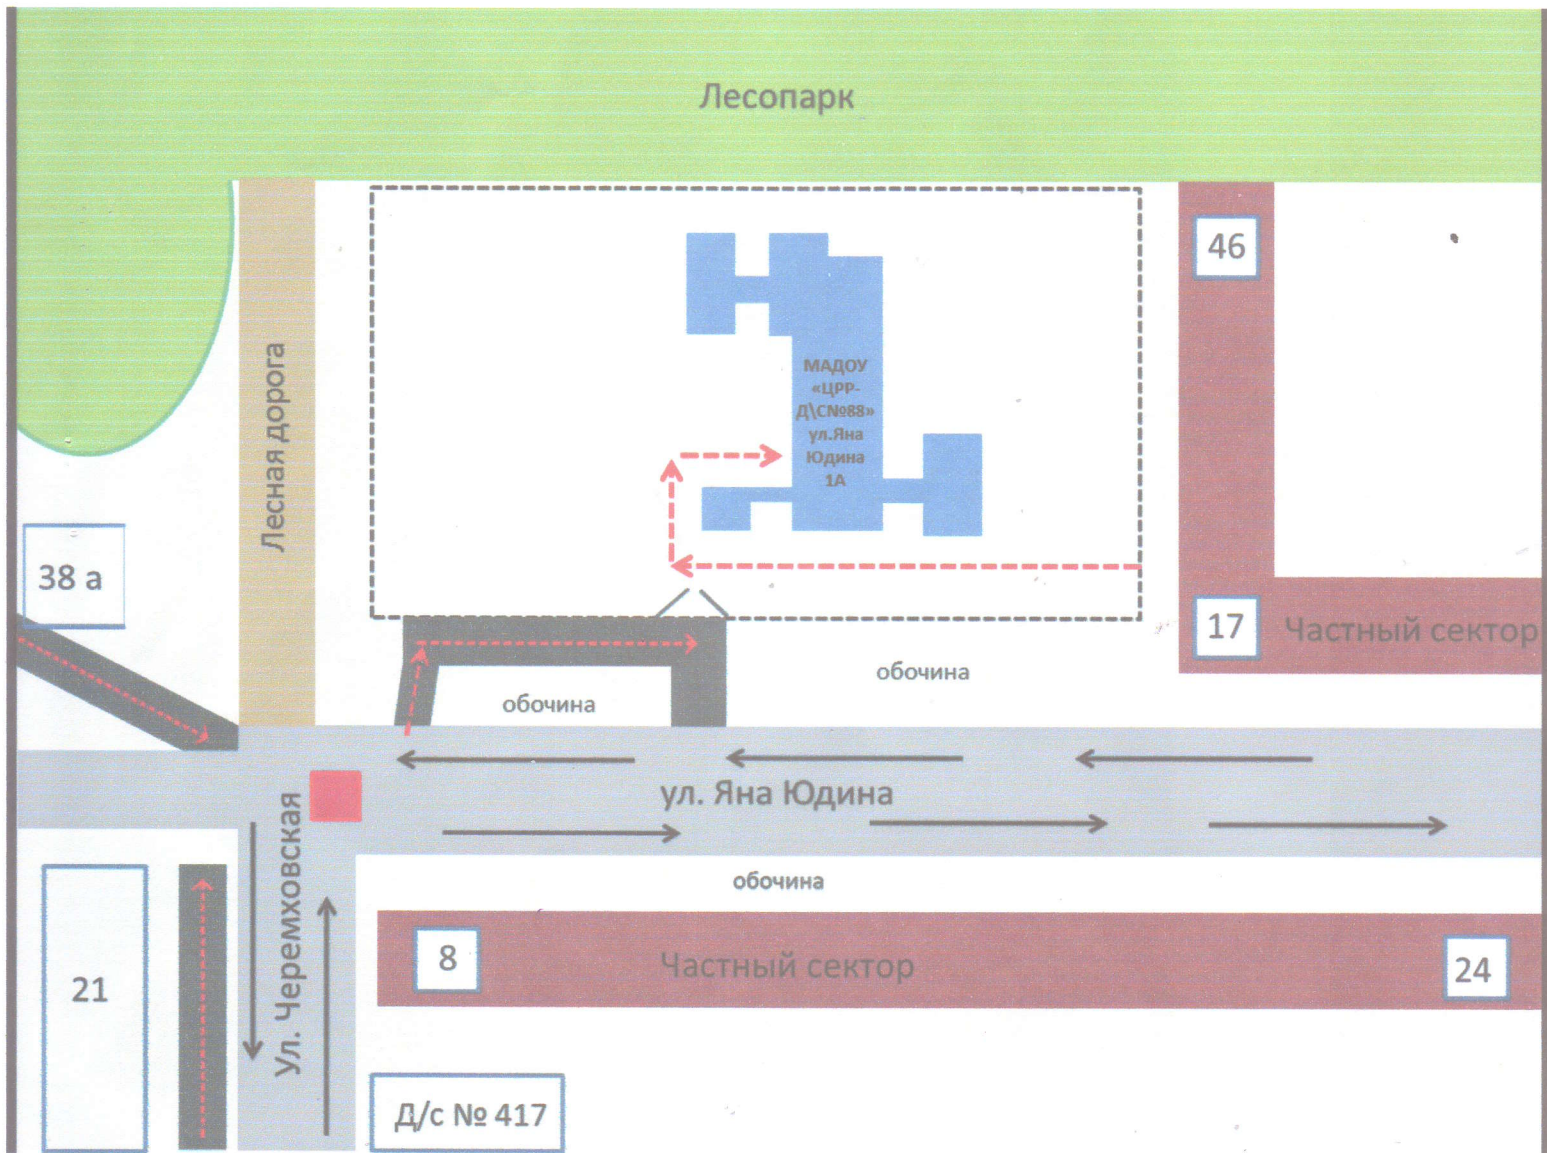 Лесопарк
46
МАДОУ
«ЦРР-
Д\С№88»
ул.Яна
Юдина
1А
Лесная дорога
38 а
17
Частный сектор
обочина
обочина
ул. Яна Юдина
Ул. Черемховская
обочина
8
Частный сектор
24
21
Д/с № 417